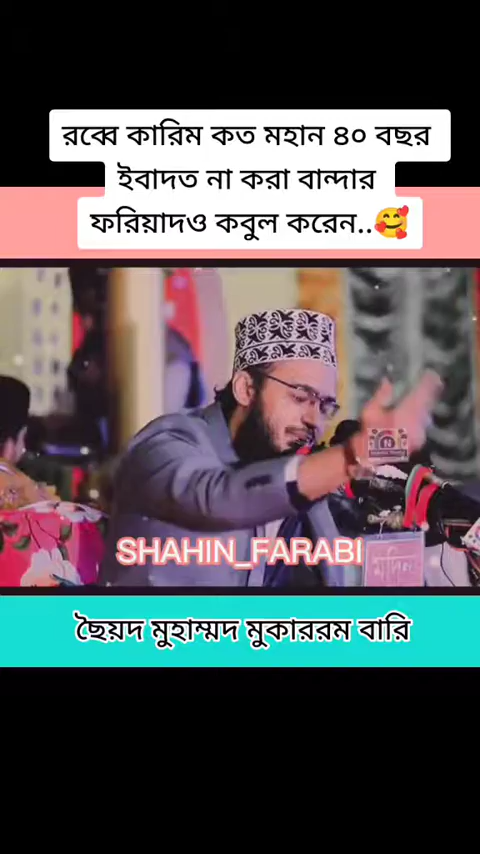 রব্বে কারিম কত মহান ৪০ বছর
ইবাদত না করা বান্দার
ফরিয়াদও কবুল করেন..🥰
N
SHAHIN_FARABI
ছৈয়দ মুহাম্মদ মুকাররম বারি